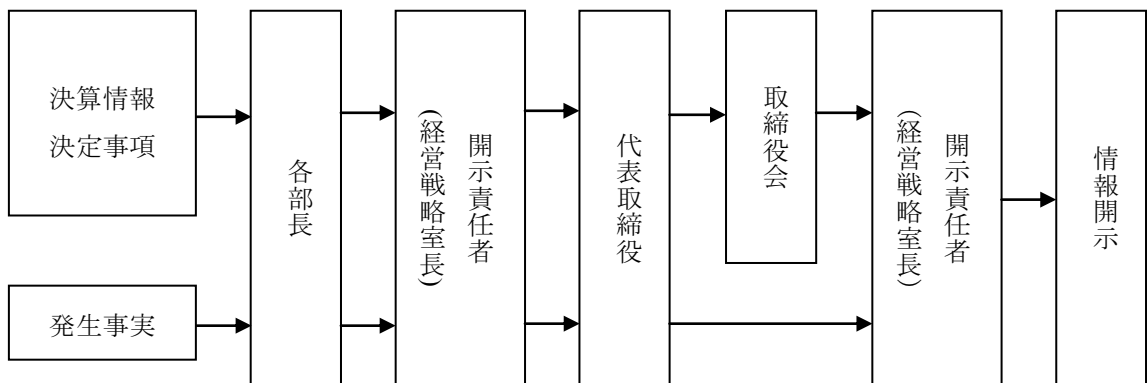 決算情報
決定事項
発生事実
各部長
開示責任者
(経営戦略室長)
代表取締役
取締役会
開示責任者
(経営戦略室長)
情報開示